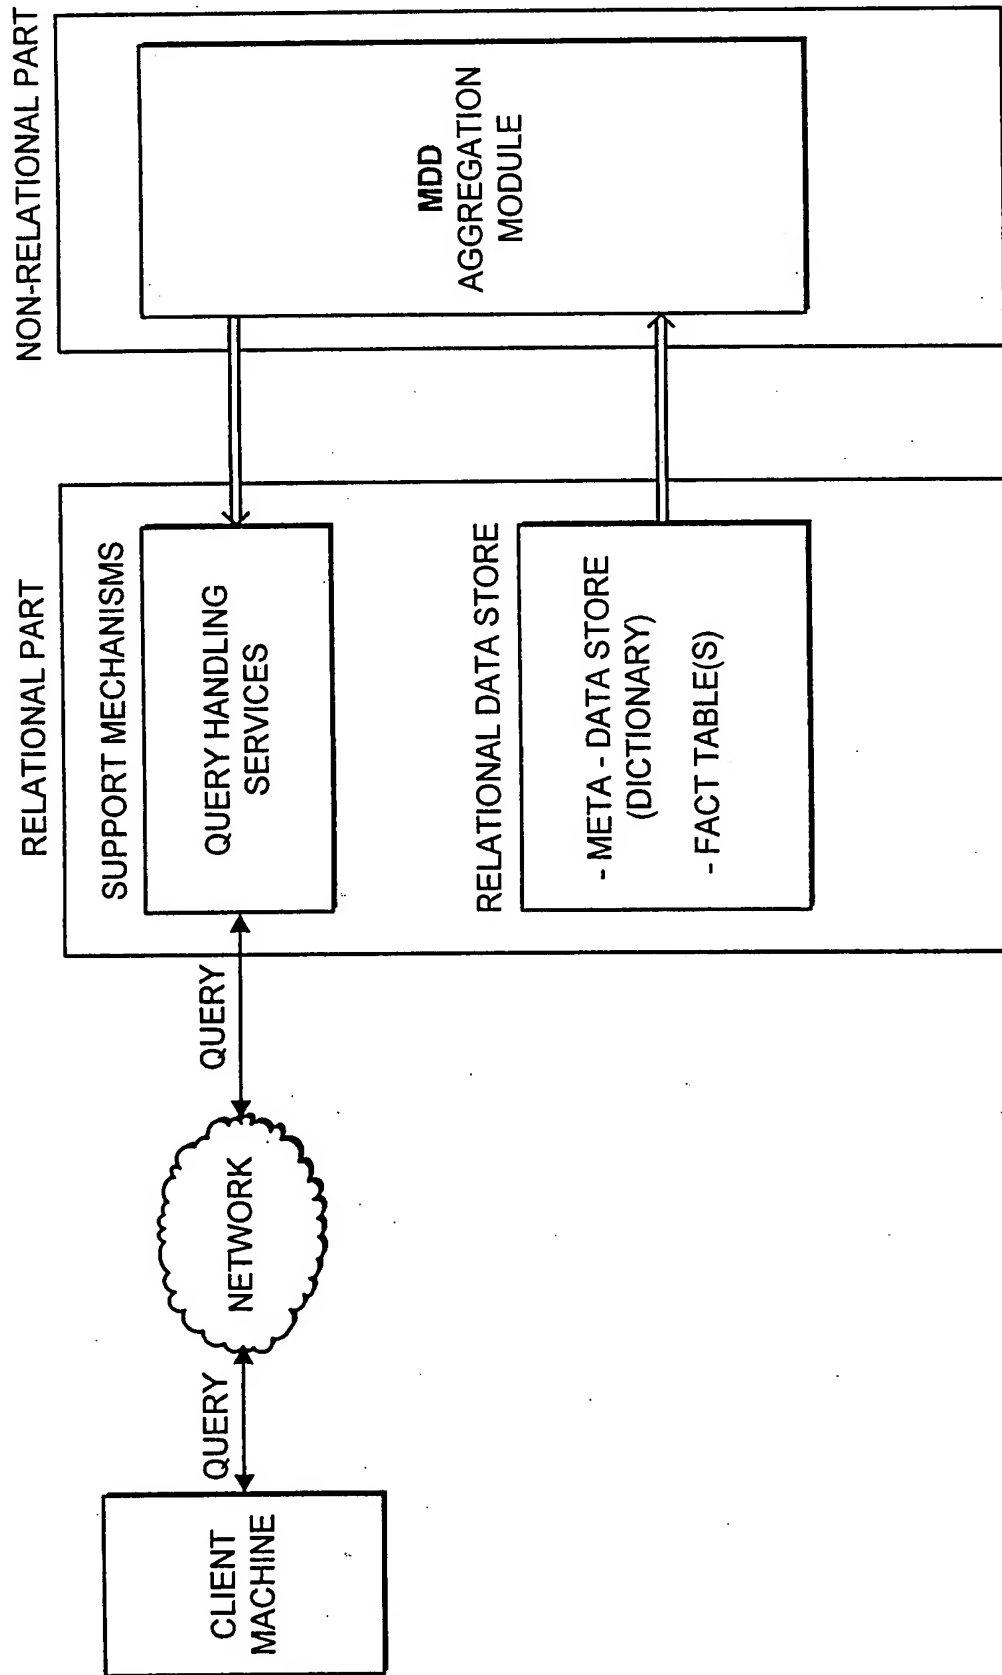 CLIENT
MACHINE
QUERY
NETWORK
QUERY
RELATIONAL PART
SUPPORT MECHANISMS
QUERY HANDLING
SERVICES
RELATIONAL DATA STORE
- META - DATA STORE
(DICTIONARY)
- FACT TABLE(S)
NON-RELATIONAL PART
MDD
AGGREGATION
MODULE